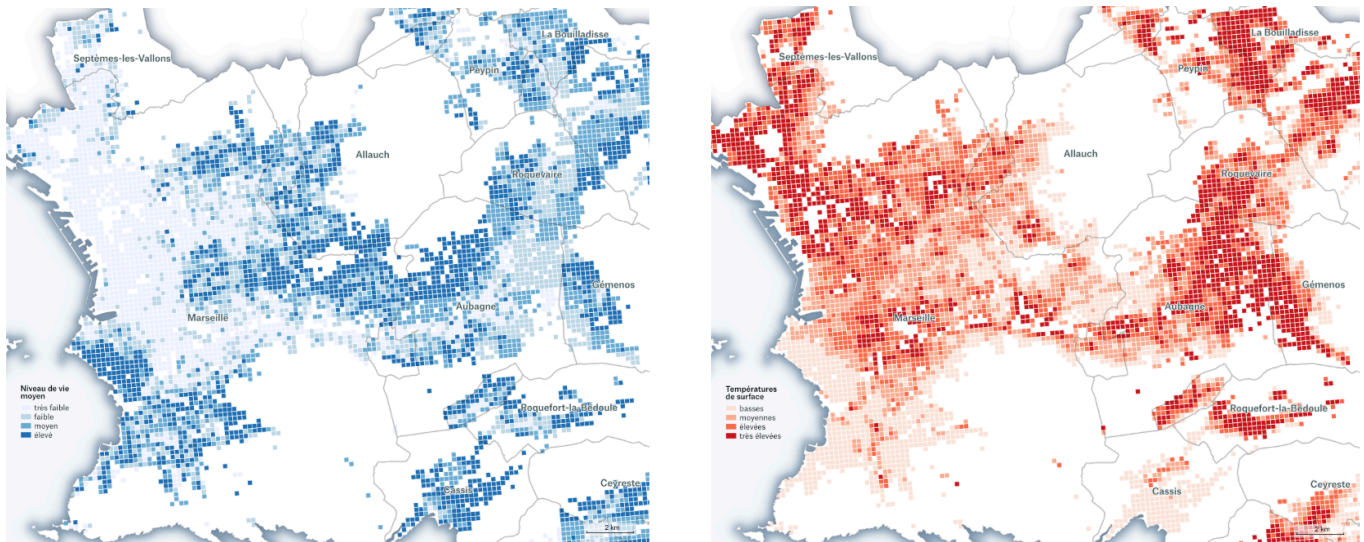 La Bouilladisse
Septèmes-les-Vallons
Peypin
Allauch
Roquevaire
Gémenos
Aubagne
Marseille
Niveau de vie
moyen
très faible
faible
moyen
élevé
Roquefort-la-Bédoule
Cassis
Ceyreste
2 km
La Bouilladisse
Septèmes-les-Vallons
Peypin
Allauch
Roquevaire
Gémenos
Aubagne
Marseille
Températures
de surface
basses
moyennes
élevées
très élevées
Roquefort-la-Bédoule
Cassis
Ceyreste
2 km